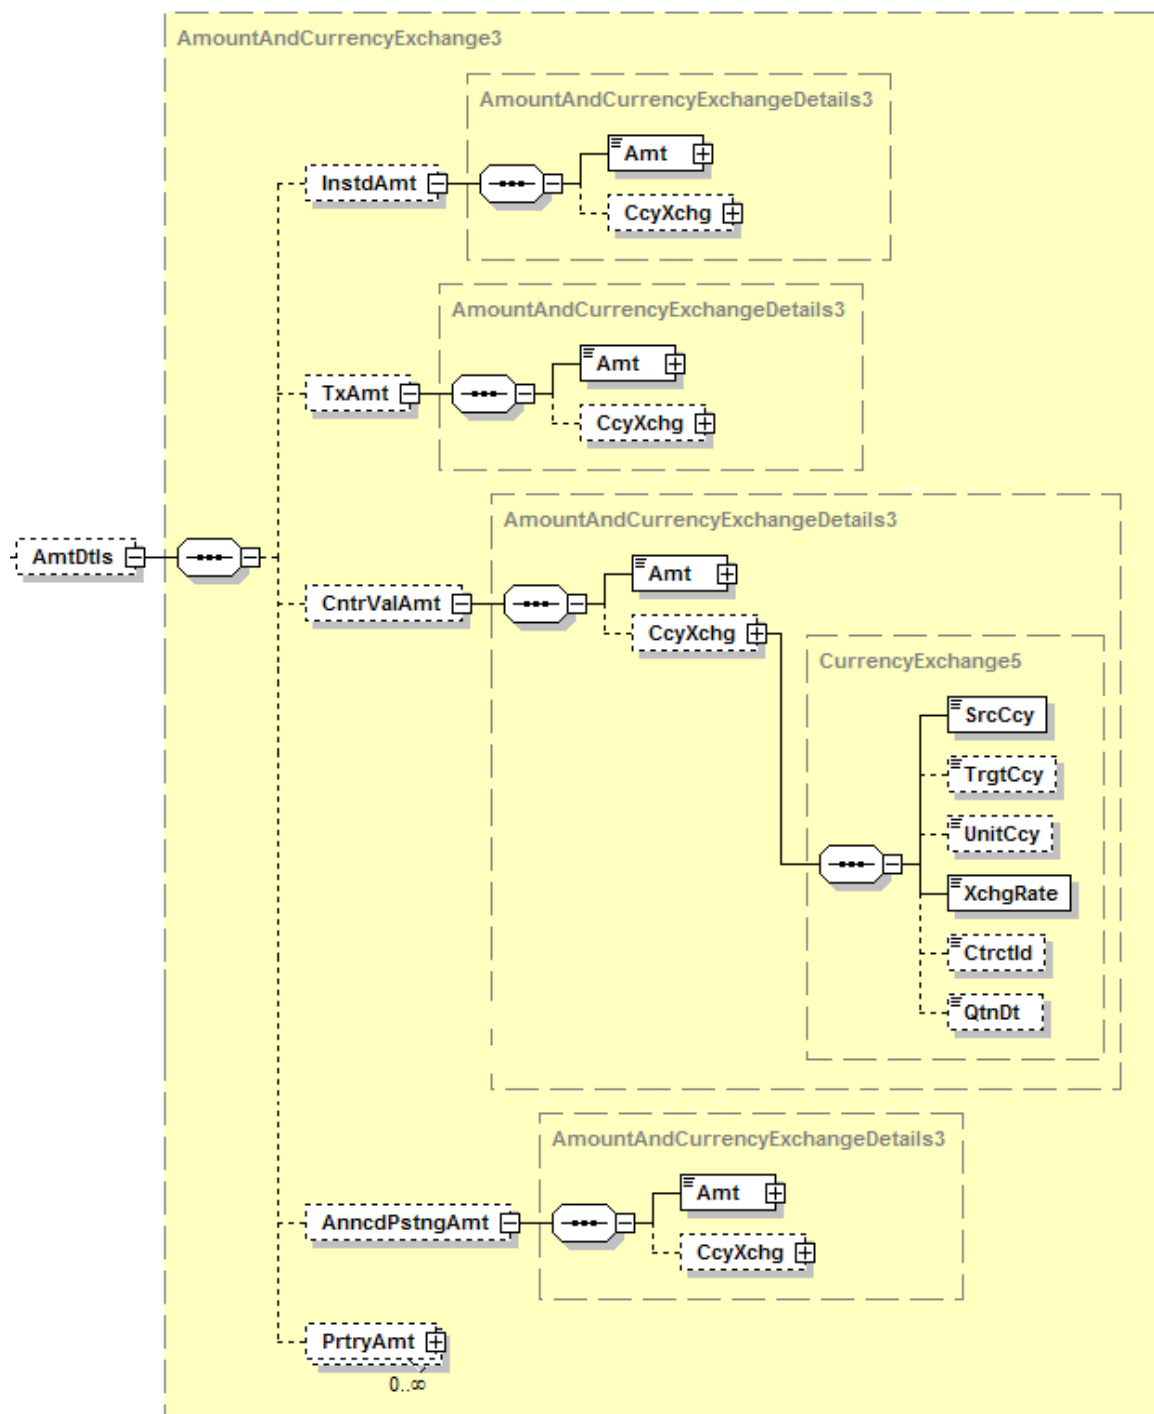 AmountAndCurrencyExchange3
AmountAndCurrencyExchangeDetails3
Amt
InstdAmt
CcyXchg
AmountAndCurrencyExchangeDetails3
Amt
TxAmt
CcyXchg
AmountAndCurrencyExchangeDetails3
AmtDtls
Amt
CntrValAmt
CcyXchg
CurrencyExchange5
SrcCcy
TrgtCcy
UnitCcy
XchgRate
CtrctId
QtnDt
AmountAndCurrencyExchangeDetails3
Amt
AnncdPstngAmt
CcyXchg
PrtryAmt
0..∞